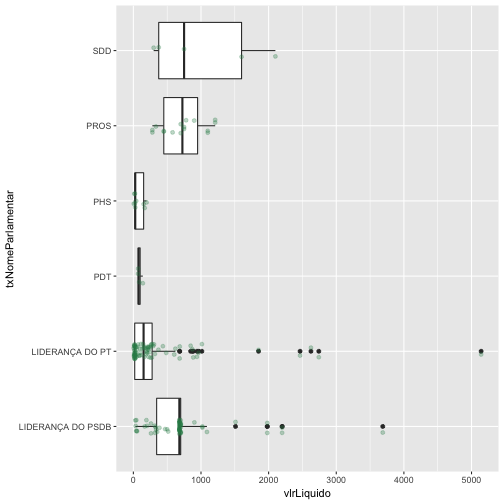 SDD
PROS
PHS
PDT
LIDERANÇA DO PT
LIDERANÇA DO PSDB
txNomeParlamentar
0 1000 2000 3000 4000 5000
vlrLiquido